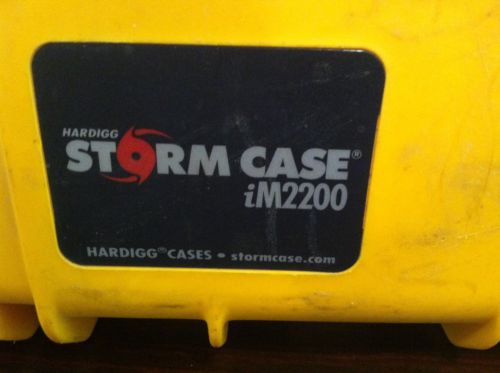 HARDIGG
STORM CASE®
iM2200
HARDIGG® CASES • stormcase.com